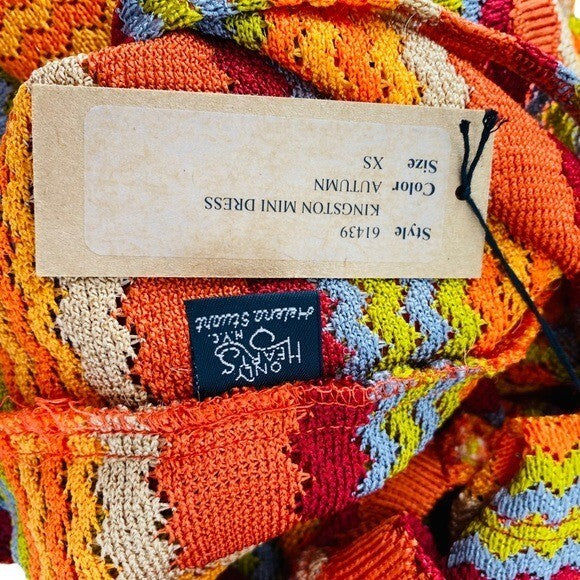 Style 61439
KINGSTON MINI DRESS
Color AUTUMN
Size XS
ONLY
HEARTS
N.Y.C.
Helena Stuart